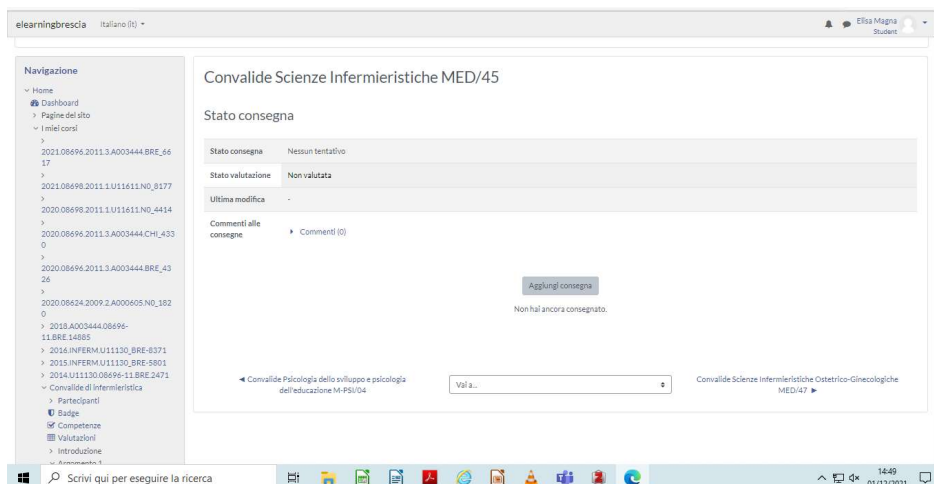 elearningbrescia Italiano (it)
Elisa Magna
Student
Navigazione
Home
Dashboard
Pagine del sito
I miei corsi
2021.08696.2011.3.A003444.BRE_66
17
2021.08698.2011.1.U11611.N0_8177
2020.08698.2011.1.U11611.N0_4414
2020.08696.2011.3.A003444.CHI_433
0
2020.08696.2011.3.A003444.BRE_43
26
2020.08624.2009.2.A000605.N0_182
0
2018.A003444.08696-
11.BRE.14885
2016.INFERM.U11130_BRE-8371
2015.INFERM.U11130_BRE-5801
2014.U11130.08696-11.BRE.2471
Convalide di infermieristica
Partecipanti
Badge
Competenze
Valutazioni
Introduzione
Argomento 1
Convalide Scienze Infermieristiche MED/45
Stato consegna
Stato consegna Nessun tentativo
Stato valutazione Non valutata
Ultima modifica -
Commenti alle
consegne
Commenti (0)
Aggiungi consegna
Non hai ancora consegnato.
◄ Convalide Psicologia dello sviluppo e psicologia
dell'educazione M-PSI/04
Vai a...
Convalide Scienze Infermieristiche Ostetrico-Ginecologiche
MED/47 ►
Scrivi qui per eseguire la ricerca
14:49
01/12/2021